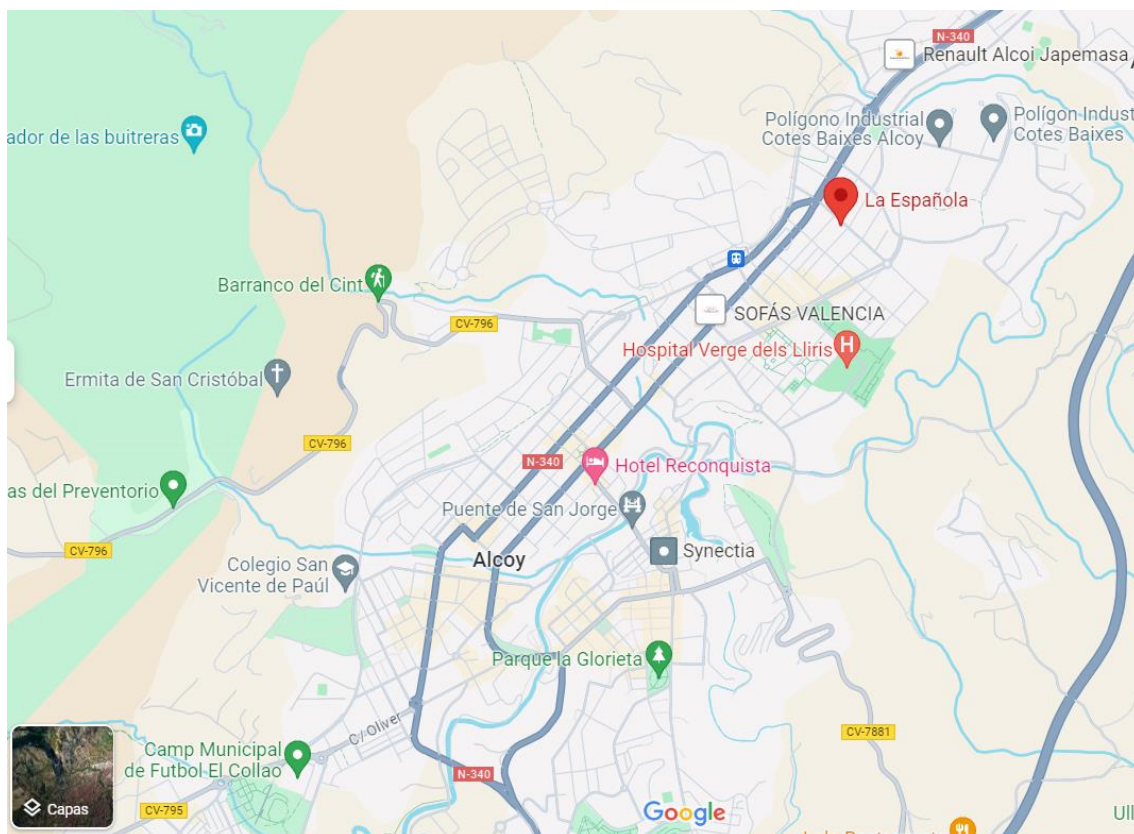 N-340
Renault Alcoi Japemasa
Polígono Industrial
Cotes Baixes Alcoy
Polígon Indust
Cotes Baixes
ador de las buitreras
La Española
Barranco del Cint
SOFÁS VALENCIA
CV-796
Hospital Verge dels Lliris
H
Ermita de San Cristóbal
CV-796
N-340
Hotel Reconquista
as del Preventorio
Puente de San Jorge
CV-796
Synectia
Alcoy
Colegio San
Vicente de Paúl
Parque la Glorieta
C/ Oliver
CV-7881
Camp Municipal
de Futbol El Collao
N-340
Capas
CV-795
Google
Ull